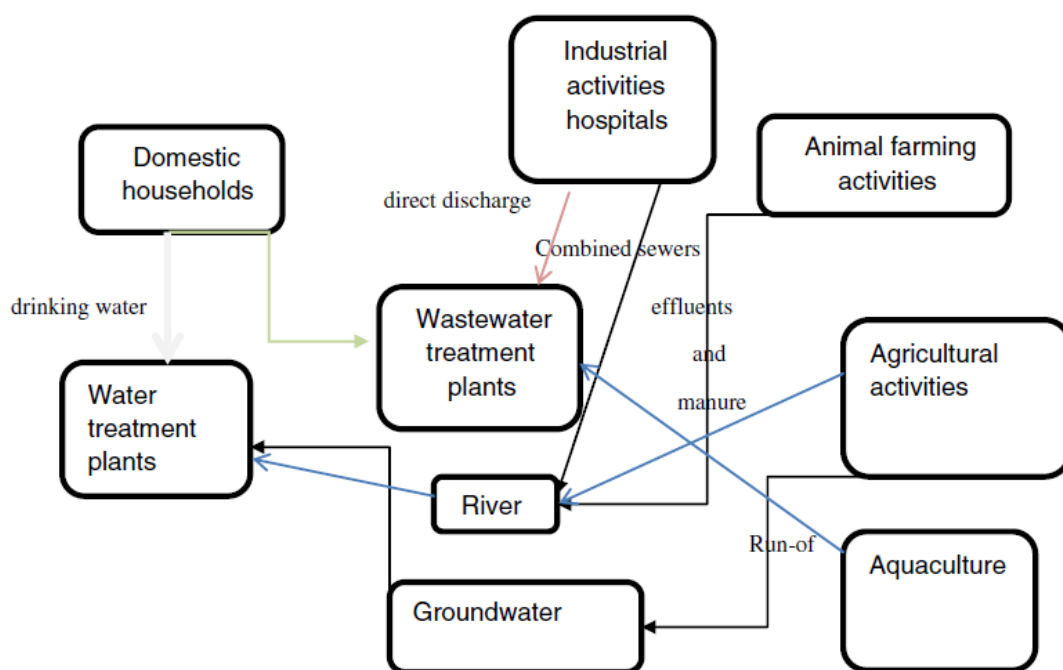 Industrial
activities
hospitals
Domestic
households
Animal farming
activities
direct discharge
Combined sewers
drinking water
effluents
and
manure
Wastewater
treatment
plants
Agricultural
activities
Water
treatment
plants
River
Run-of
Aquaculture
Groundwater